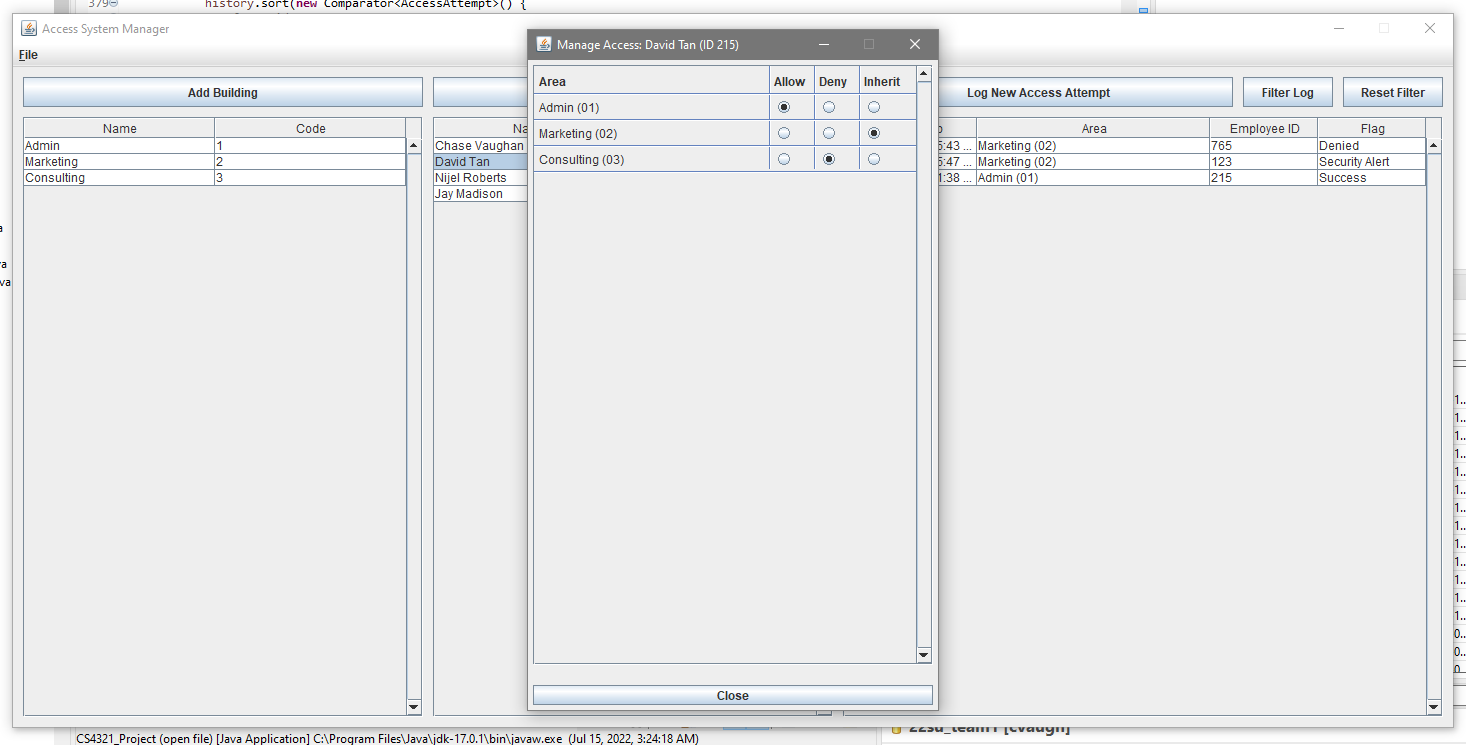 379 history.sort(new Comparator<AccessAttempt>() {
Access System Manager
File
Add Building
Name Code
Admin 1
Marketing 2
Consulting 3
Chase Vaughan
David Tan
Nijel Roberts
Jay Madison
Manage Access: David Tan (ID 215)
Area Allow Deny Inherit
Admin (01)
Marketing (02)
Consulting (03)
Close
Log New Access Attempt Filter Log Reset Filter
Area Employee ID Flag
5:43 ... Marketing (02) 765 Denied
5:47 ... Marketing (02) 123 Security Alert
1:38 ... Admin (01) 215 Success
CS4321_Project (open file) [Java Application] C:\Program Files\Java\jdk-17.0.1\bin\javaw.exe (Jul 15, 2022, 3:24:18 AM)